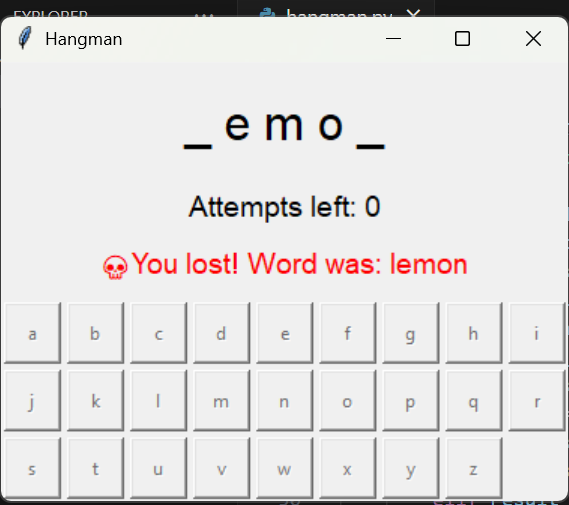 EXPLORER
hangman.py
Hangman
_ e m o _
Attempts left: 0
💀You lost! Word was: lemon
a b c d e f g h i
j k l m n o p q r
s t u v w x y z